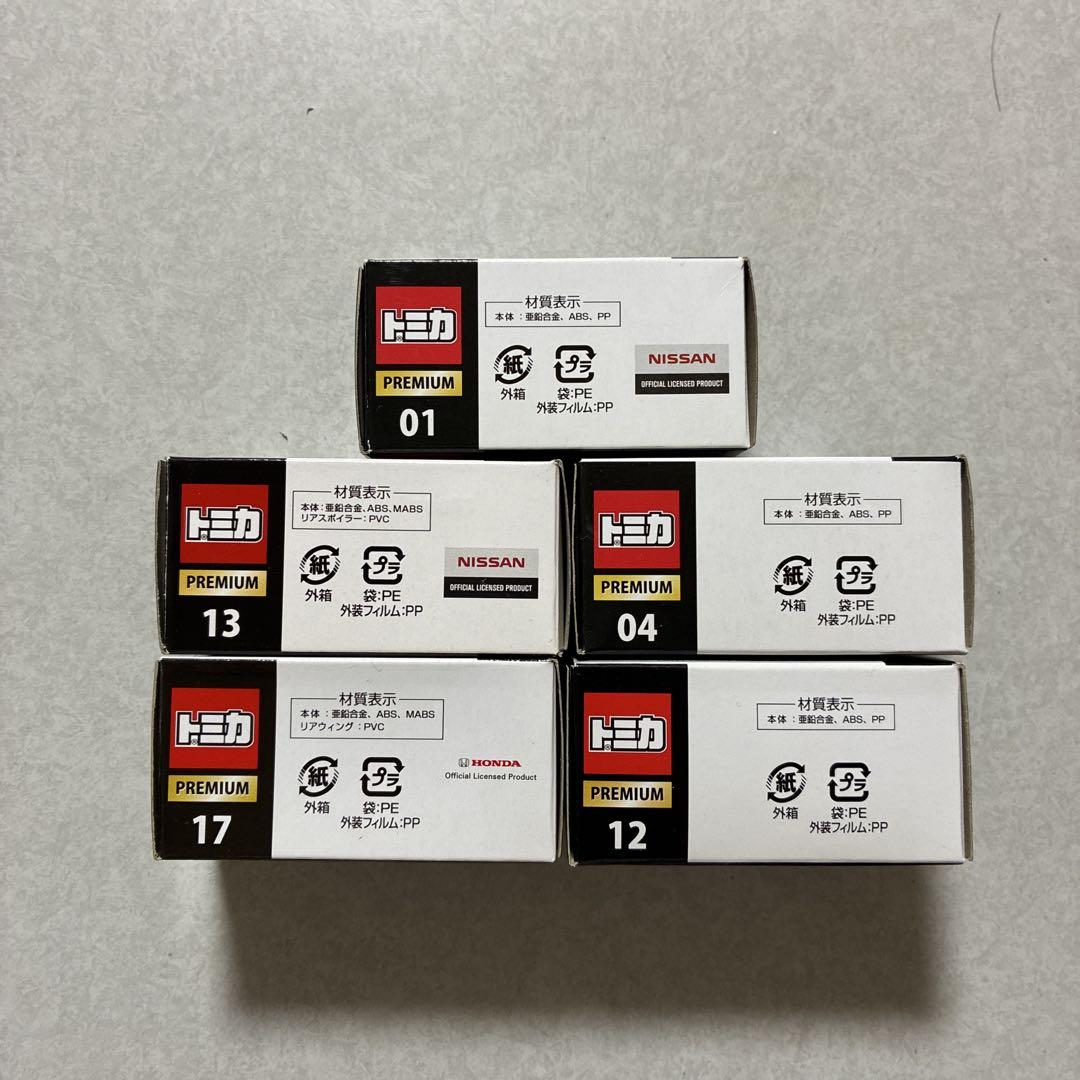 トミカ
PREMIUM
01
材質表示
本体：亜鉛合金、ABS、PP
紙
外箱
プラ
袋:PE
外装フィルム:PP
NISSAN
OFFICIAL LICENSED PRODUCT
トミカ
PREMIUM
13
材質表示
本体：亜鉛合金、ABS、MABS
リアスポイラー：PVC
紙
外箱
プラ
袋:PE
外装フィルム:PP
NISSAN
OFFICIAL LICENSED PRODUCT
トミカ
PREMIUM
04
材質表示
本体：亜鉛合金、ABS、PP
紙
外箱
プラ
袋:PE
外装フィルム:PP
トミカ
PREMIUM
17
材質表示
本体：亜鉛合金、ABS、MABS
リアウィング：PVC
紙
外箱
プラ
袋:PE
外装フィルム:PP
HONDA
Official Licensed Product
トミカ
PREMIUM
12
材質表示
本体：亜鉛合金、ABS、PP
紙
外箱
プラ
袋:PE
外装フィルム:PP